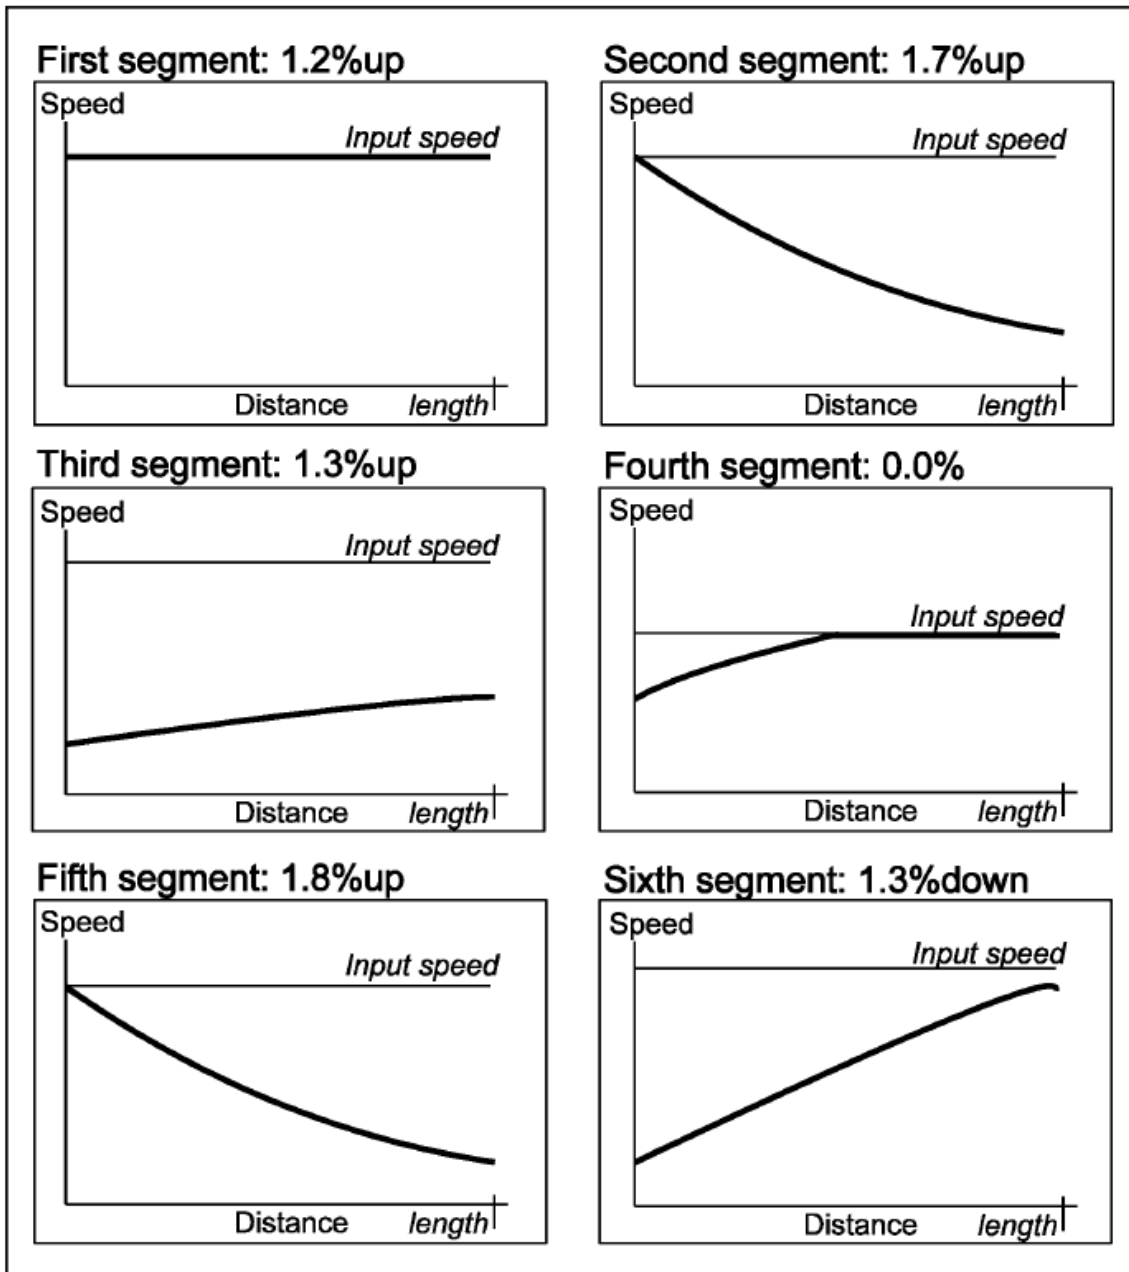 First segment: 1.2%up
Speed
Input speed
Distance length
Second segment: 1.7%up
Speed
Input speed
Distance length
Third segment: 1.3%up
Speed
Input speed
Distance length
Fourth segment: 0.0%
Speed
Input speed
Distance length
Fifth segment: 1.8%up
Speed
Input speed
Distance length
Sixth segment: 1.3%down
Speed
Input speed
Distance length